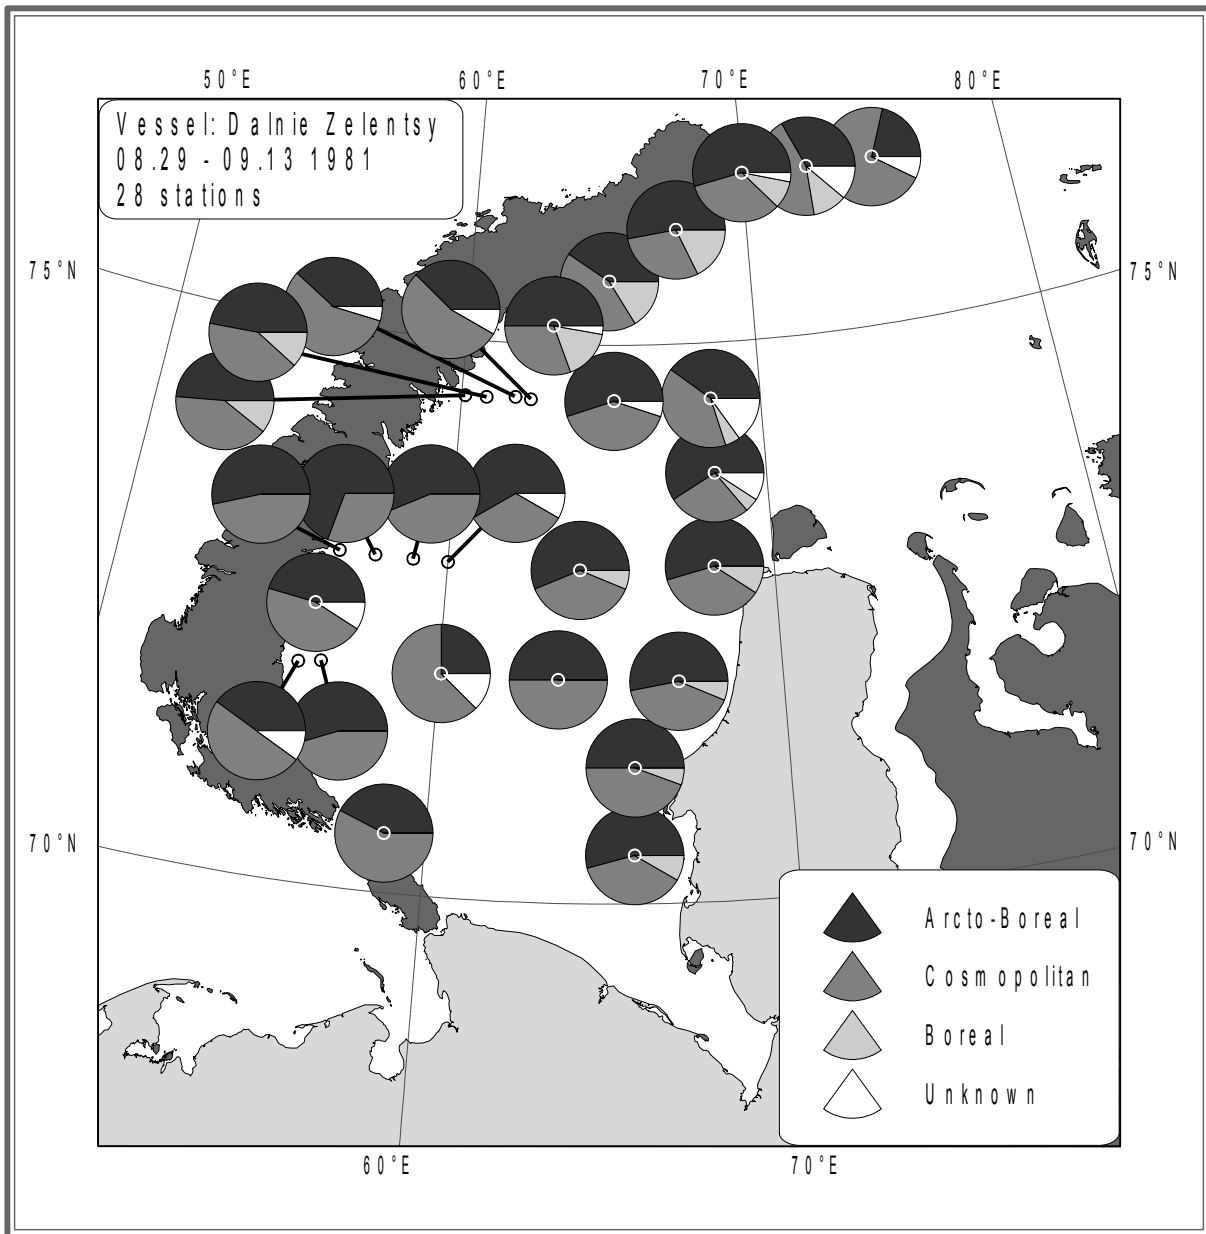 50°E 60°E 70°E 80°E
Vessel: Dalnie Zelentsy
08.29 - 09.13 1981
28 stations
75°N 75°N
70°N 70°N
Arcto-Boreal
Cosmopolitan
Boreal
Unknown
60°E 70°E